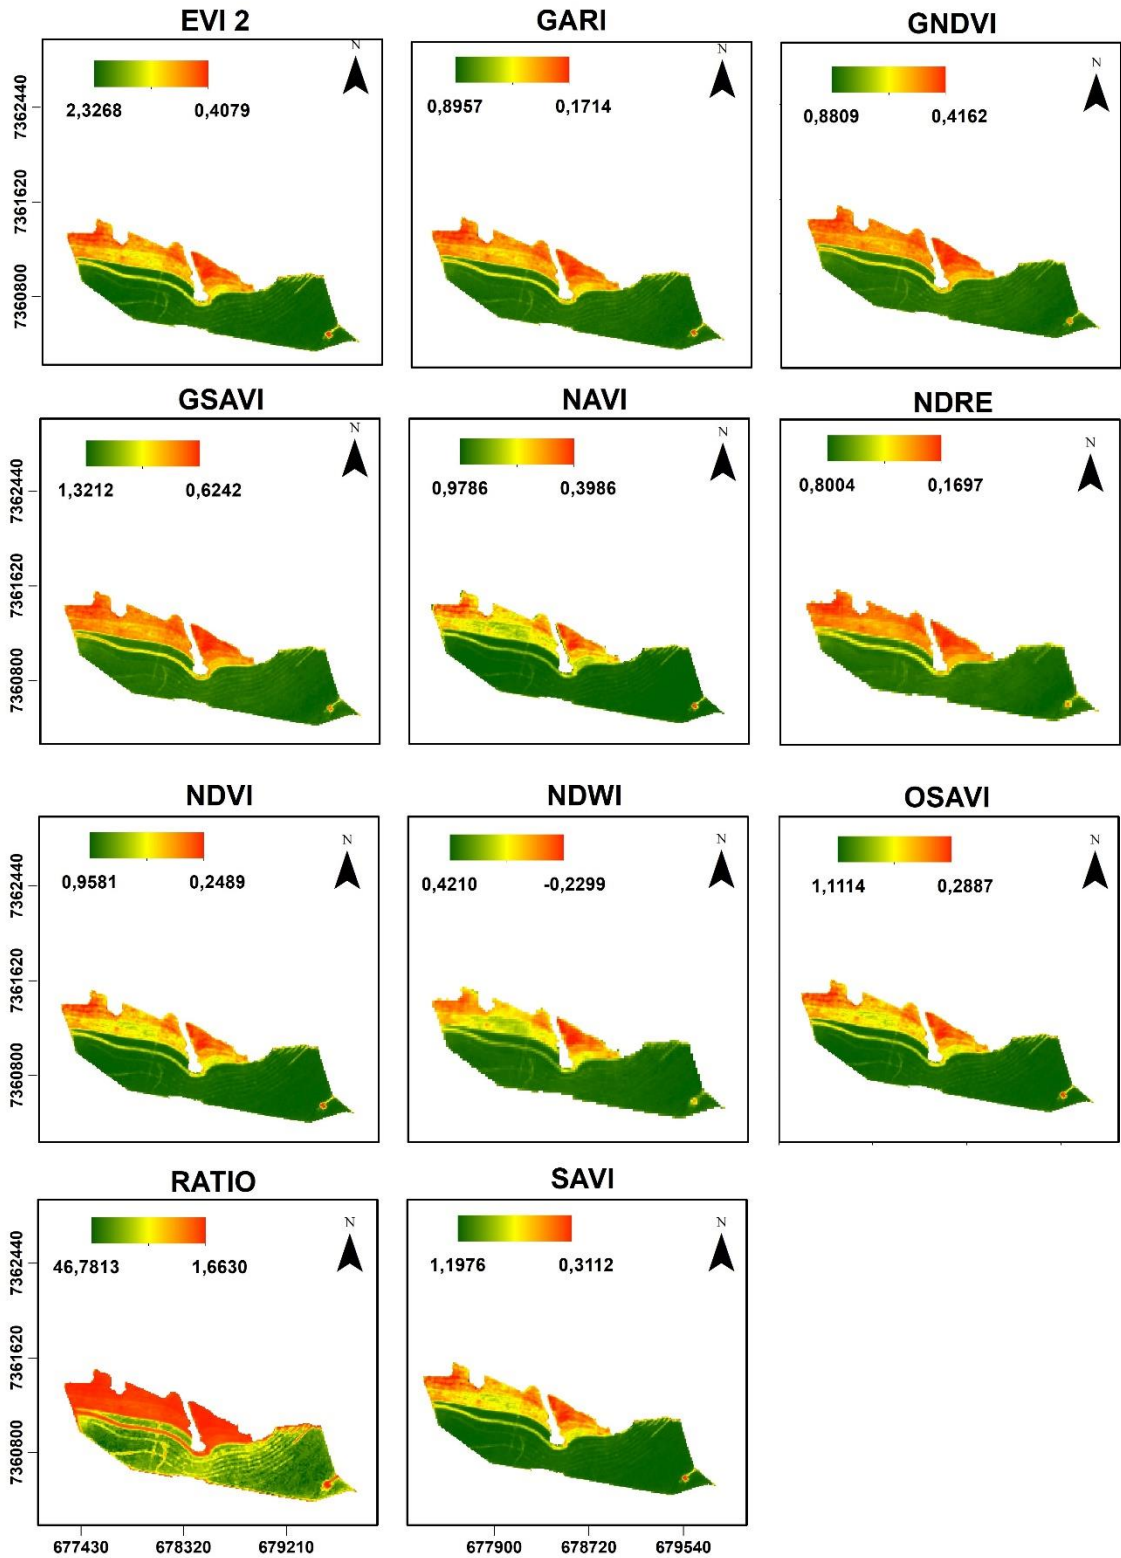 EVI 2 GARI GNDVI
N N N
2,3268 0,4079 0,8957 0,1714 0,8809 0,4162
7362440
7361620
7360800
GSAVI NAVI NDRE
N N N
1,3212 0,6242 0,9786 0,3986 0,8004 0,1697
7362440
7361620
7360800
NDVI NDWI OSAVI
N N N
0,9581 0,2489 0,4210 -0,2299 1,1114 0,2887
7362440
7361620
7360800
RATIO SAVI
N N
46,7813 1,6630 1,1976 0,3112
7362440
7361620
7360800
677430 678320 679210 677900 678720 679540